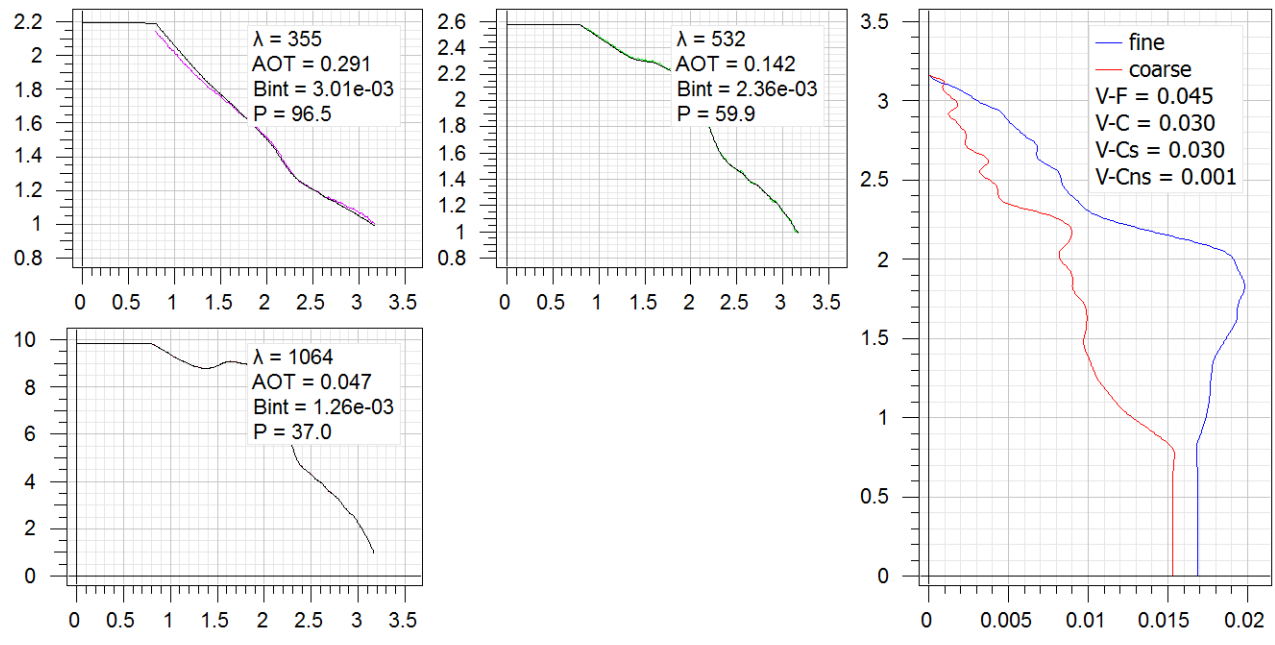 2.2
2
1.8
1.6
1.4
1.2
1
0.8
0 0.5 1 1.5 2 2.5 3 3.5
λ = 355
AOT = 0.291
Bint = 3.01e-03
P = 96.5
2.6
2.4
2.2
2
1.8
1.6
1.4
1.2
1
0.8
0 0.5 1 1.5 2 2.5 3 3.5
λ = 532
AOT = 0.142
Bint = 2.36e-03
P = 59.9
10
8
6
4
2
0
0 0.5 1 1.5 2 2.5 3 3.5
λ = 1064
AOT = 0.047
Bint = 1.26e-03
P = 37.0
3.5
3
2.5
2
1.5
1
0.5
0
0 0.005 0.01 0.015 0.02
fine
coarse
V-F = 0.045
V-C = 0.030
V-Cs = 0.030
V-Cns = 0.001